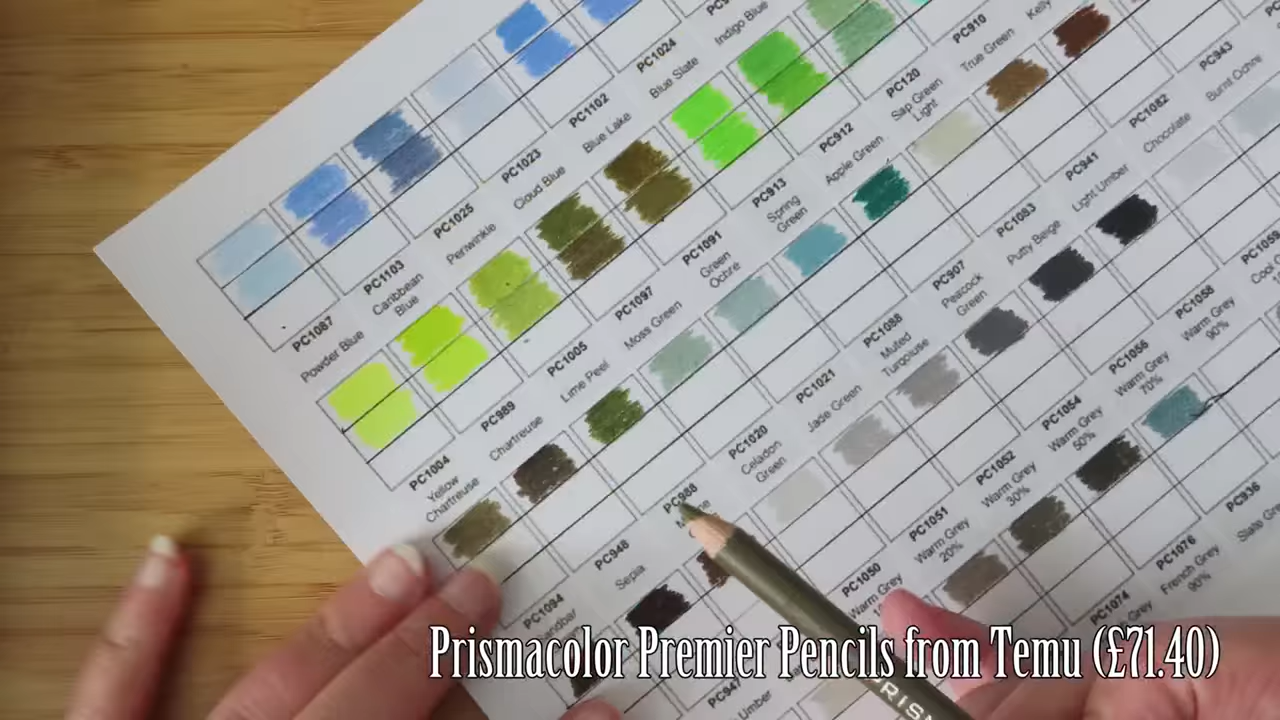 PC1024
Blue Slate
Indigo Blue
PC1102
Blue Lake
PC1023
Cloud Blue
PC1025
Periwinkle
PC1103
Caribbean
Blue
PC1087
Powder Blue
PC910
True Green
PC120
Sap Green
Light
PC912
Apple Green
PC913
Spring
Green
PC1091
Green
Ochre
PC1097
Moss Green
PC1005
Lime Peel
PC989
Chartreuse
PC1004
Yellow
Chartreuse
PC943
Burnt Ochre
PC1082
Chocolate
PC941
Light Umber
PC1083
Putty Beige
PC907
Peacock
Green
PC1088
Muted
Turquoise
PC1021
Jade Green
PC1020
Celadon
Green
PC988
PC948
Sepia
PC1094
PC1059
PC1058
Warm Grey
90%
PC1056
Warm Grey
70%
PC1054
Warm Grey
50%
PC1052
Warm Grey
30%
PC1051
Warm Grey
20%
PC1050
Warm Grey
PC936
PC1076
French Grey
90%
PC1074
Grey
PC947
Umber
Prismacolor Premier Pencils from Temu (£71.40)